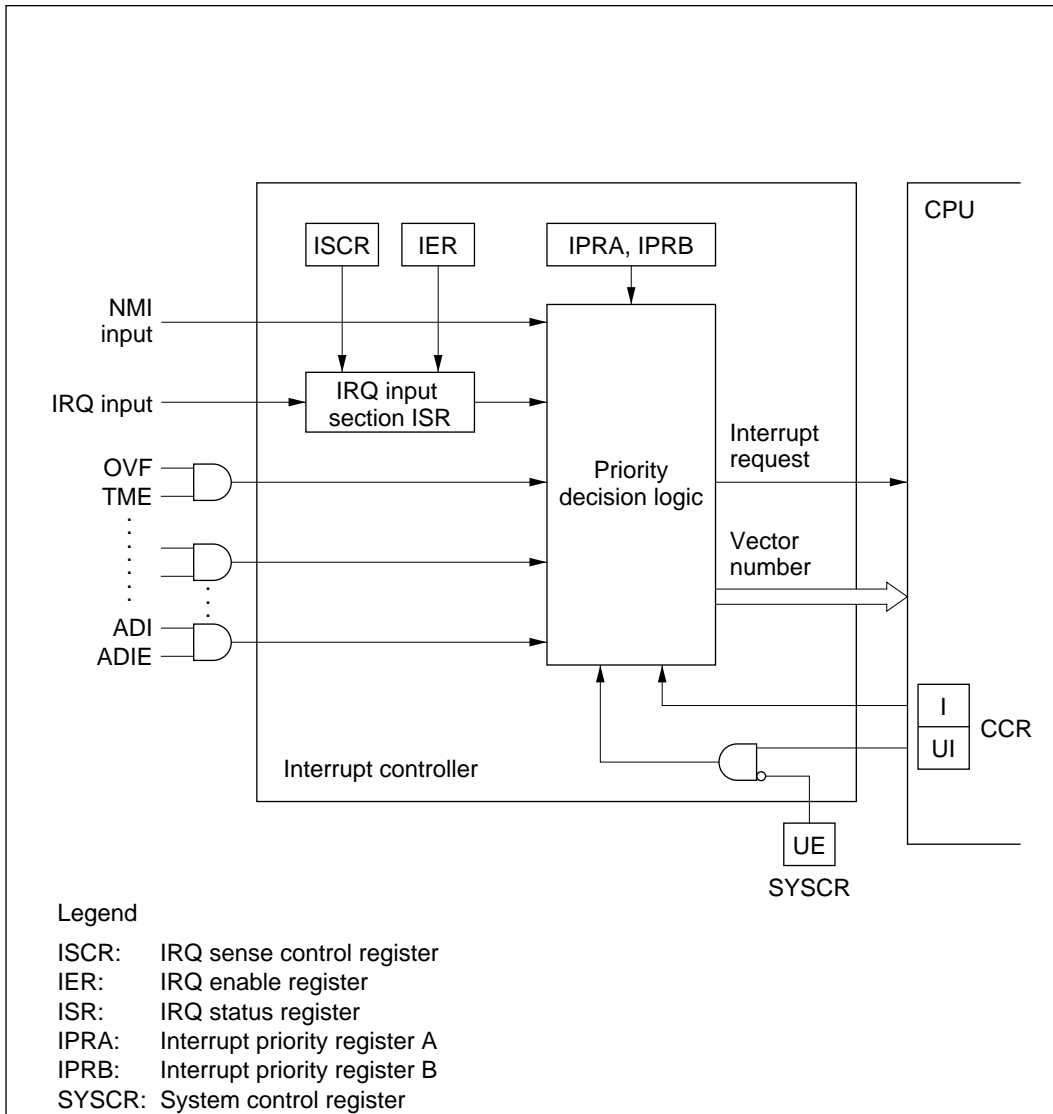 CPU
ISCR
IER
IPRA, IPRB
NMI
input
IRQ input
IRQ input
section ISR
OVF
TME
Priority
decision logic
Interrupt
request
Vector
number
ADI
ADIE
I
UI
CCR
Interrupt controller
UE
SYSCR
Legend
ISCR: IRQ sense control register
IER: IRQ enable register
ISR: IRQ status register
IPRA: Interrupt priority register A
IPRB: Interrupt priority register B
SYSCR: System control register